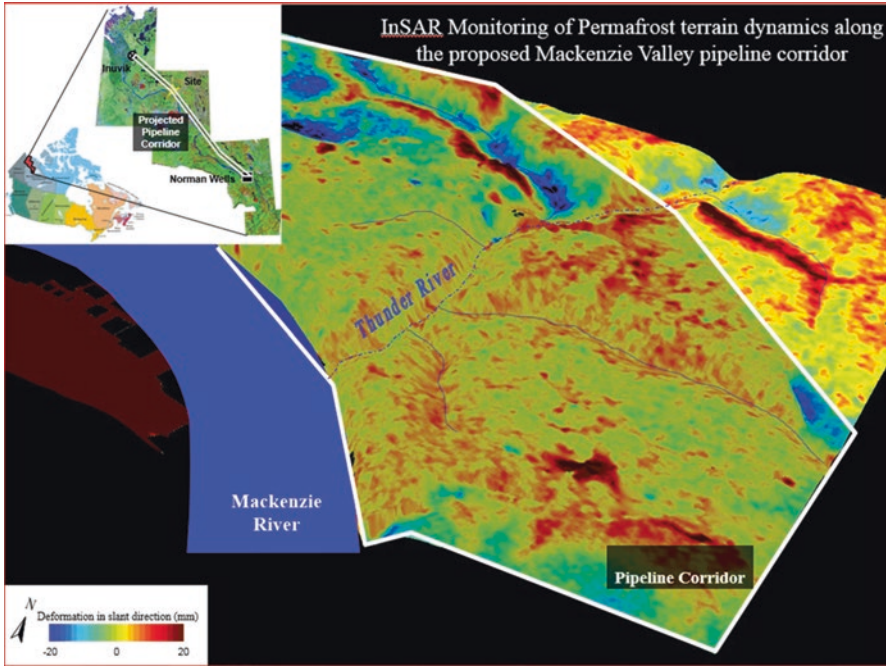 InSAR Monitoring of Permafrost terrain dynamics along
the proposed Mackenzie Valley pipeline corridor
Inuvik
Site
Projected
Pipeline
Corridor
Norman Wells
Thunder River
Mackenzie
River
Pipeline Corridor
N
Deformation in slant direction (mm)
-20 0 20